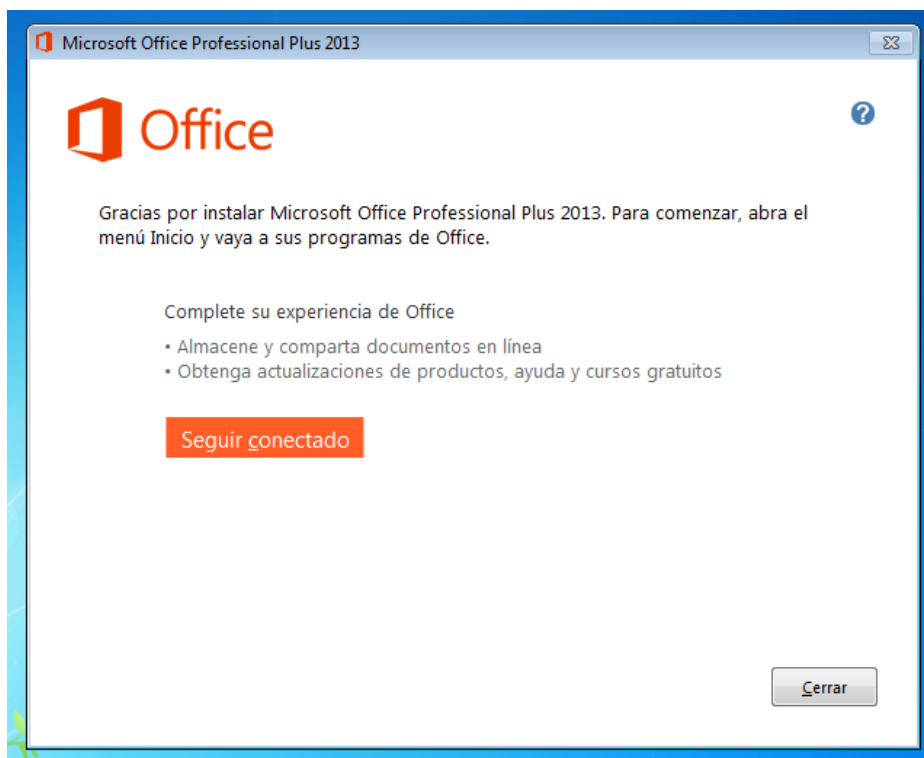 Microsoft Office Professional Plus 2013
Office
?
Gracias por instalar Microsoft Office Professional Plus 2013. Para comenzar, abra el
menú Inicio y vaya a sus programas de Office.
Complete su experiencia de Office
• Almacene y comparta documentos en línea
• Obtenga actualizaciones de productos, ayuda y cursos gratuitos
Seguir conectado
Cerrar